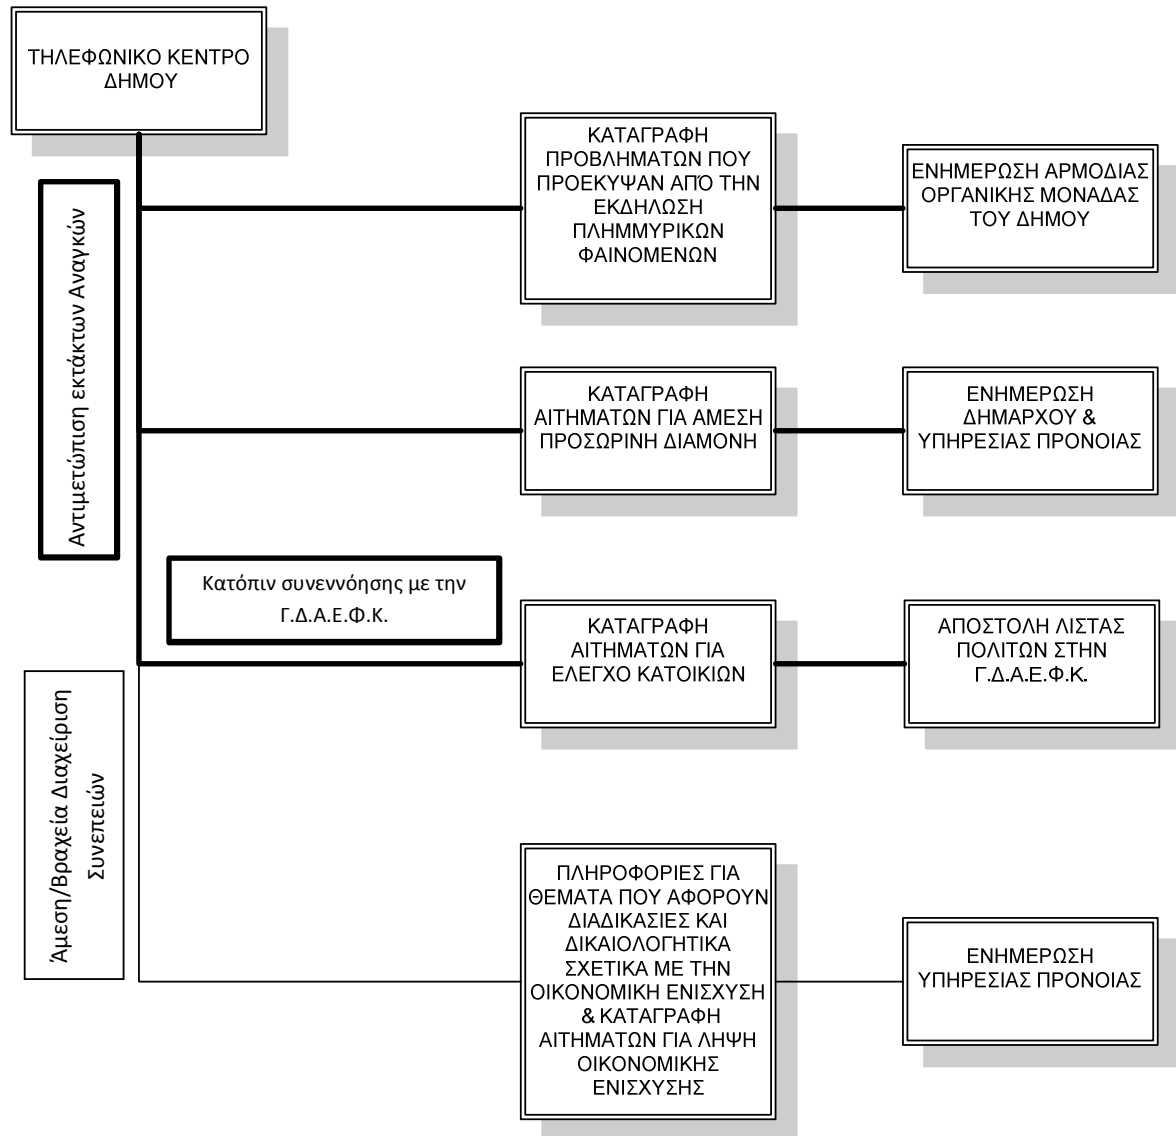 ΤΗΛΕΦΩΝΙΚΟ ΚΕΝΤΡΟ
ΔΗΜΟΥ
Αντιμετώπιση εκτάκτων Αναγκών
ΚΑΤΑΓΡΑΦΗ
ΠΡΟΒΛΗΜΑΤΩΝ ΠΟΥ
ΠΡΟΕΚΥΨΑΝ ΑΠΌ ΤΗΝ
ΕΚΔΗΛΩΣΗ
ΠΛΗΜΜΥΡΙΚΩΝ
ΦΑΙΝΟΜΕΝΩΝ
ΕΝΗΜΕΡΩΣΗ ΑΡΜΟΔΙΑΣ
ΟΡΓΑΝΙΚΗΣ ΜΟΝΑΔΑΣ
ΤΟΥ ΔΗΜΟΥ
ΚΑΤΑΓΡΑΦΗ
ΑΙΤΗΜΑΤΩΝ ΓΙΑ ΑΜΕΣΗ
ΠΡΟΣΩΡΙΝΗ ΔΙΑΜΟΝΗ
ΕΝΗΜΕΡΩΣΗ
ΔΗΜΑΡΧΟΥ &
ΥΠΗΡΕΣΙΑΣ ΠΡΟΝΟΙΑΣ
Κατόπιν συνεννόησης με την
Γ.Δ.Α.Ε.Φ.Κ.
ΚΑΤΑΓΡΑΦΗ
ΑΙΤΗΜΑΤΩΝ ΓΙΑ
ΕΛΕΓΧΟ ΚΑΤΟΙΚΙΩΝ
ΑΠΟΣΤΟΛΗ ΛΙΣΤΑΣ
ΠΟΛΙΤΩΝ ΣΤΗΝ
Γ.Δ.Α.Ε.Φ.Κ.
Άμεση/Βραχεία Διαχείριση
Συνεπειών
ΠΛΗΡΟΦΟΡΙΕΣ ΓΙΑ
ΘΕΜΑΤΑ ΠΟΥ ΑΦΟΡΟΥΝ
ΔΙΑΔΙΚΑΣΙΕΣ ΚΑΙ
ΔΙΚΑΙΟΛΟΓΗΤΙΚΑ
ΣΧΕΤΙΚΑ ΜΕ ΤΗΝ
ΟΙΚΟΝΟΜΙΚΗ ΕΝΙΣΧΥΣΗ
& ΚΑΤΑΓΡΑΦΗ
ΑΙΤΗΜΑΤΩΝ ΓΙΑ ΛΗΨΗ
ΟΙΚΟΝΟΜΙΚΗΣ
ΕΝΙΣΧΥΣΗΣ
ΕΝΗΜΕΡΩΣΗ
ΥΠΗΡΕΣΙΑΣ ΠΡΟΝΟΙΑΣ